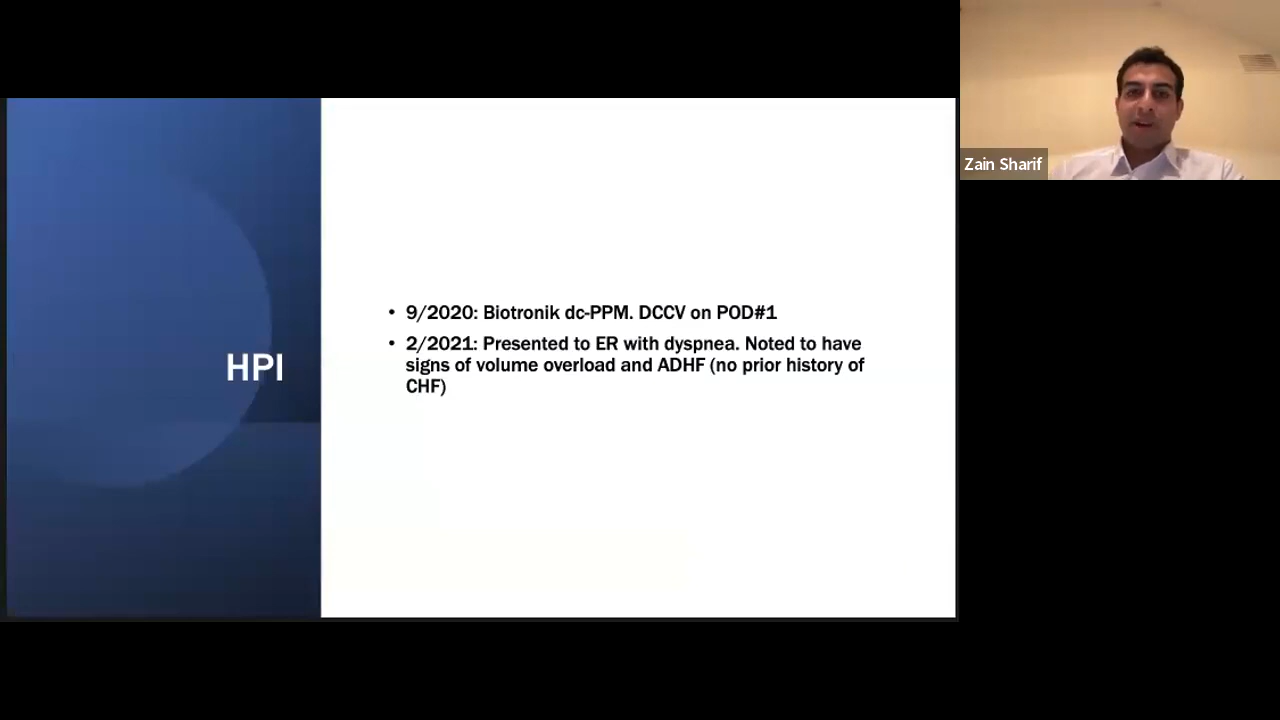 HPI
• 9/2020: Biotronik dc-PPM. DCCV on POD#1
• 2/2021: Presented to ER with dyspnea. Noted to have
signs of volume overload and ADHF (no prior history of
CHF)
Zain Sharif